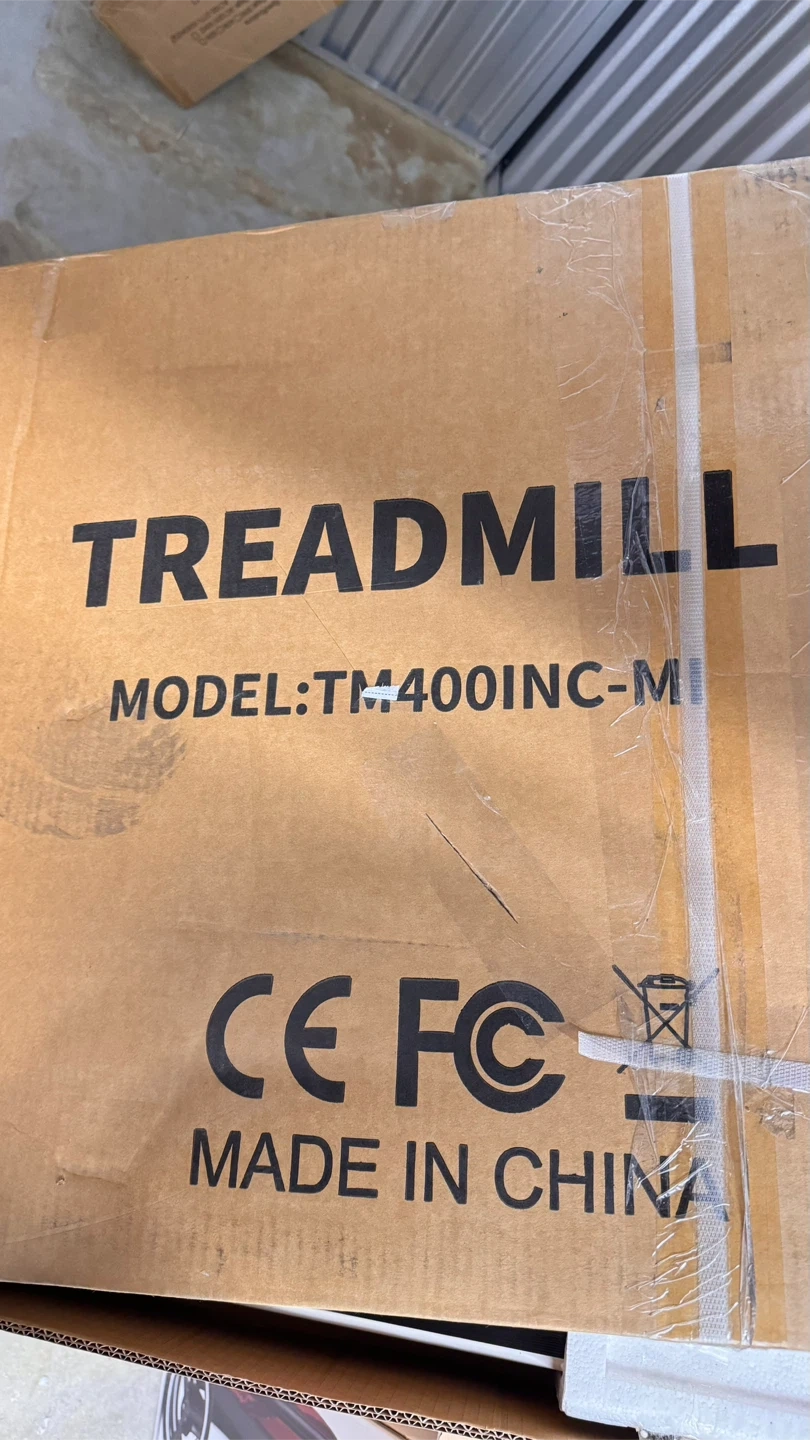 TREADMILL
MODEL:TM400INC-MI
CE FC
MADE IN CHINA